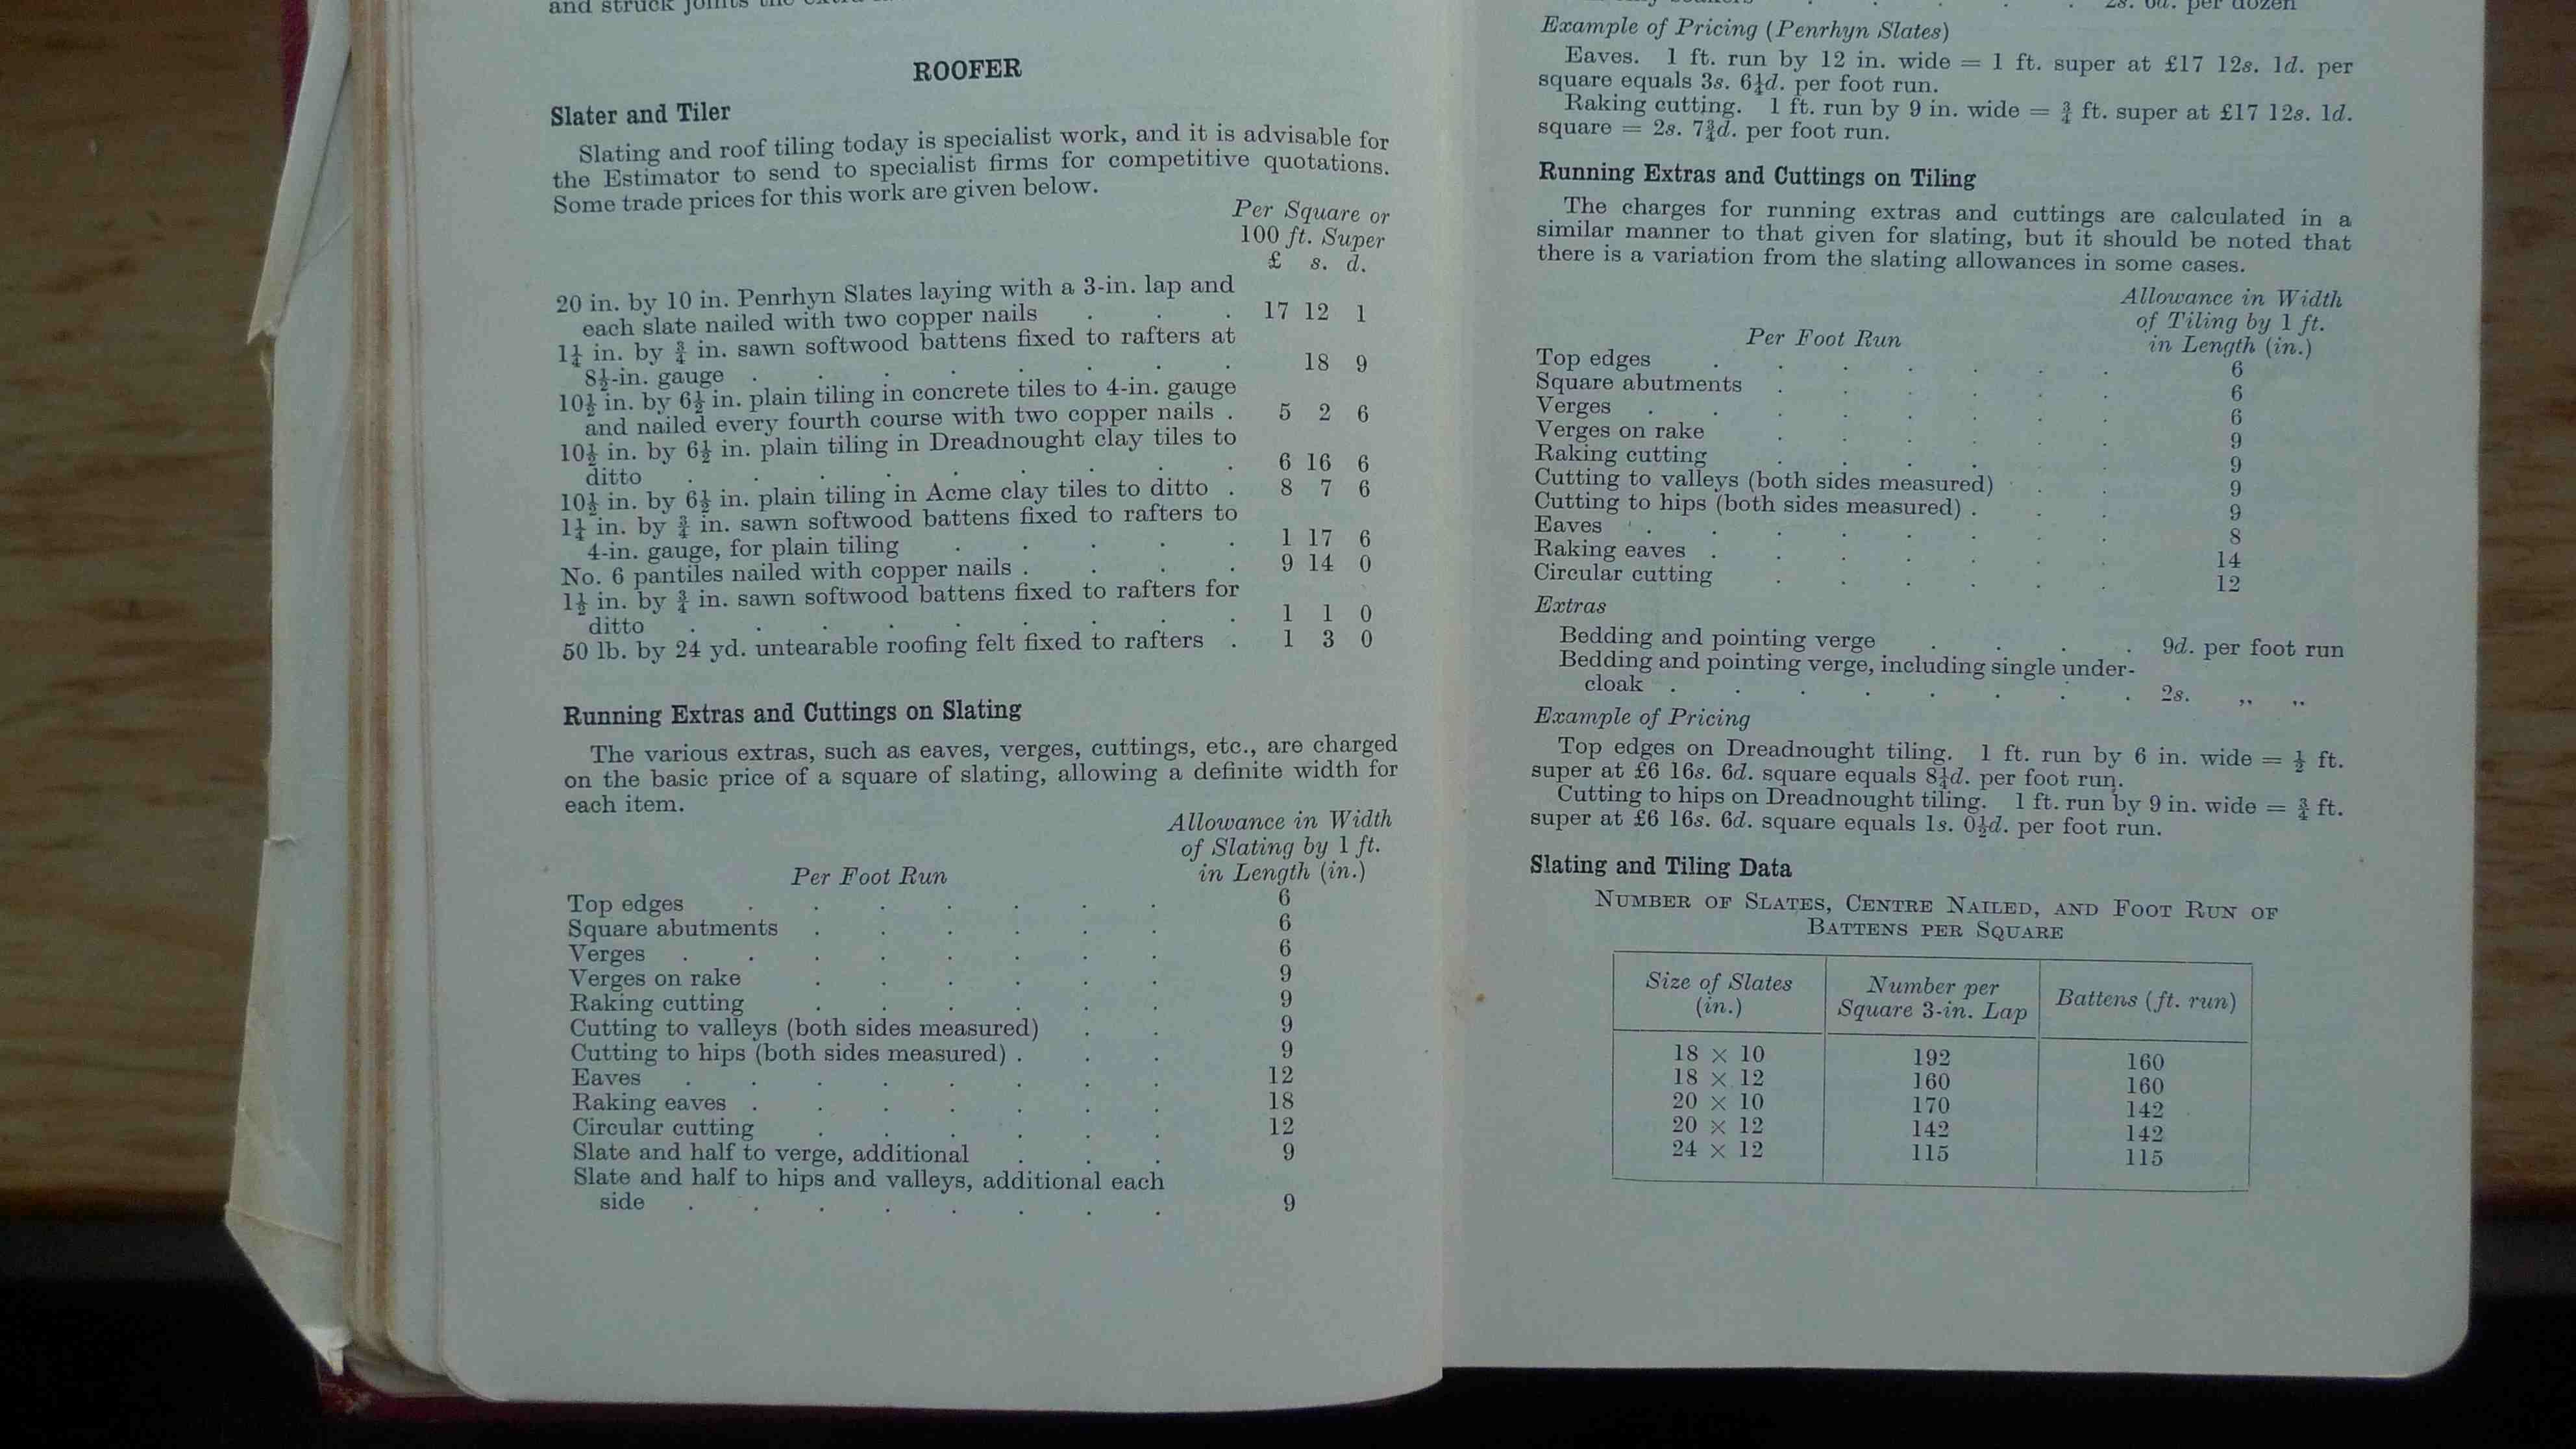 and struck joints the extra
ROOFER
Slater and Tiler
Slating and roof tiling today is specialist work, and it is advisable for
the Estimator to send to specialist firms for competitive quotations.
Some trade prices for this work are given below.
Per Square or
100 ft. Super
£ s. d.
20 in. by 10 in. Penrhyn Slates laying with a 3-in. lap and
each slate nailed with two copper nails . . . 17 12 1
1¼ in. by ¾ in. sawn softwood battens fixed to rafters at
8½-in. gauge . . . . . . . . 18 9
10½ in. by 6½ in. plain tiling in concrete tiles to 4-in. gauge
and nailed every fourth course with two copper nails . 5 2 6
10½ in. by 6½ in. plain tiling in Dreadnought clay tiles to
ditto . . . . . . . . . 6 16 6
10½ in. by 6½ in. plain tiling in Acme clay tiles to ditto . 8 7 6
1¼ in. by ¾ in. sawn softwood battens fixed to rafters to
4-in. gauge, for plain tiling . . . . . 1 17 6
No. 6 pantiles nailed with copper nails . . . . 9 14 0
1½ in. by ¾ in. sawn softwood battens fixed to rafters for
ditto . . . . . . . . . 1 1 0
50 lb. by 24 yd. untearable roofing felt fixed to rafters . 1 3 0
Running Extras and Cuttings on Slating
The various extras, such as eaves, verges, cuttings, etc., are charged
on the basic price of a square of slating, allowing a definite width for
each item.
Allowance in Width
of Slating by 1 ft.
Per Foot Run in Length (in.)
Top edges . . . . . . . 6
Square abutments . . . . . . 6
Verges . . . . . . . . 6
Verges on rake . . . . . . 9
Raking cutting . . . . . . 9
Cutting to valleys (both sides measured) . . 9
Cutting to hips (both sides measured) . . . 9
Eaves . . . . . . . . 12
Raking eaves . . . . . . . 18
Circular cutting . . . . . . 12
Slate and half to verge, additional . . . 9
Slate and half to hips and valleys, additional each
side . . . . . . . . 9
2s. 6d. per dozen
Example of Pricing (Penrhyn Slates)
Eaves. 1 ft. run by 12 in. wide = 1 ft. super at £17 12s. 1d. per
square equals 3s. 6¼d. per foot run.
Raking cutting. 1 ft. run by 9 in. wide = ¾ ft. super at £17 12s. 1d.
square = 2s. 7¾d. per foot run.
Running Extras and Cuttings on Tiling
The charges for running extras and cuttings are calculated in a
similar manner to that given for slating, but it should be noted that
there is a variation from the slating allowances in some cases.
Allowance in Width
of Tiling by 1 ft.
Per Foot Run in Length (in.)
Top edges . . . . . . . 6
Square abutments . . . . . . 6
Verges . . . . . . . . 6
Verges on rake . . . . . . 9
Raking cutting . . . . . . 9
Cutting to valleys (both sides measured) . . 9
Cutting to hips (both sides measured) . . . 9
Eaves . . . . . . . . 8
Raking eaves . . . . . . . 14
Circular cutting . . . . . . 12
Extras
Bedding and pointing verge . . . . 9d. per foot run
Bedding and pointing verge, including single under-
cloak . . . . . . . . 2s. ,, ,,
Example of Pricing
Top edges on Dreadnought tiling. 1 ft. run by 6 in. wide = ½ ft.
super at £6 16s. 6d. square equals 8¼d. per foot run.
Cutting to hips on Dreadnought tiling. 1 ft. run by 9 in. wide = ¾ ft.
super at £6 16s. 6d. square equals 1s. 0½d. per foot run.
Slating and Tiling Data
NUMBER OF SLATES, CENTRE NAILED, AND FOOT RUN OF
BATTENS PER SQUARE
Size of Slates (in.) Number per Square 3-in. Lap Battens (ft. run)
18 × 10 192 160
18 × 12 160 160
20 × 10 170 142
20 × 12 142 142
24 × 12 115 115